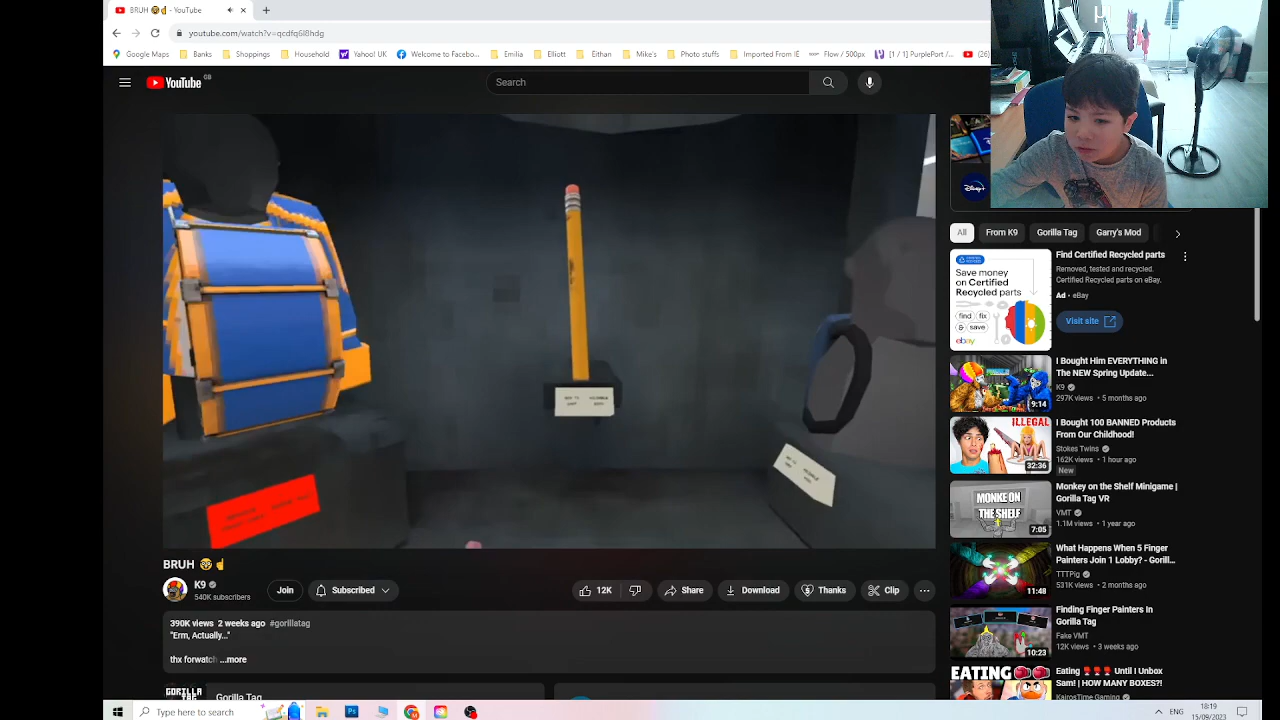 BRUH 🤓☝ - YouTube
youtube.com/watch?v=qcdfq6l8hdg
Google Maps Banks Shoppings Household Yahoo! UK Welcome to Facebo... Emilia Elliott Eithan Mike's Photo stuffs Imported From IE Flow / 500px [1 / 1] PurplePort /... (26)
YouTube GB
Search
Disney+
All From K9 Gorilla Tag Garry's Mod
Save money
on Certified
Recycled parts
find fix
& save
ebay
Find Certified Recycled parts
Removed, tested and recycled.
Certified Recycled parts on eBay.
Ad • eBay
Visit site
I Bought Him EVERYTHING in
The NEW Spring Update...
K9
297K views • 5 months ago
9:14
ILLEGAL
I Bought 100 BANNED Products
From Our Childhood!
Stokes Twins
162K views • 1 hour ago
New
32:36
MONKE ON
THE SHELF
Monkey on the Shelf Minigame |
Gorilla Tag VR
VMT
1.1M views • 1 year ago
7:05
What Happens When 5 Finger
Painters Join 1 Lobby? - Gorill...
TTTPig
531K views • 2 months ago
11:48
Finding Finger Painters In
Gorilla Tag
Fake VMT
12K views • 3 weeks ago
10:23
EATING
Eating 🟥🟥🟥 Until I Unbox
Sam! | HOW MANY BOXES?!
KairosTime Gaming
BRUH 🤓☝
K9
540K subscribers
Join
Subscribed
12K
Share
Download
Thanks
Clip
390K views 2 weeks ago #gorillatag
"Erm, Actually..."
thx forwatch ...more
GORILLA
Gorilla Tag
Type here to search
ENG
18:19
15/09/2023